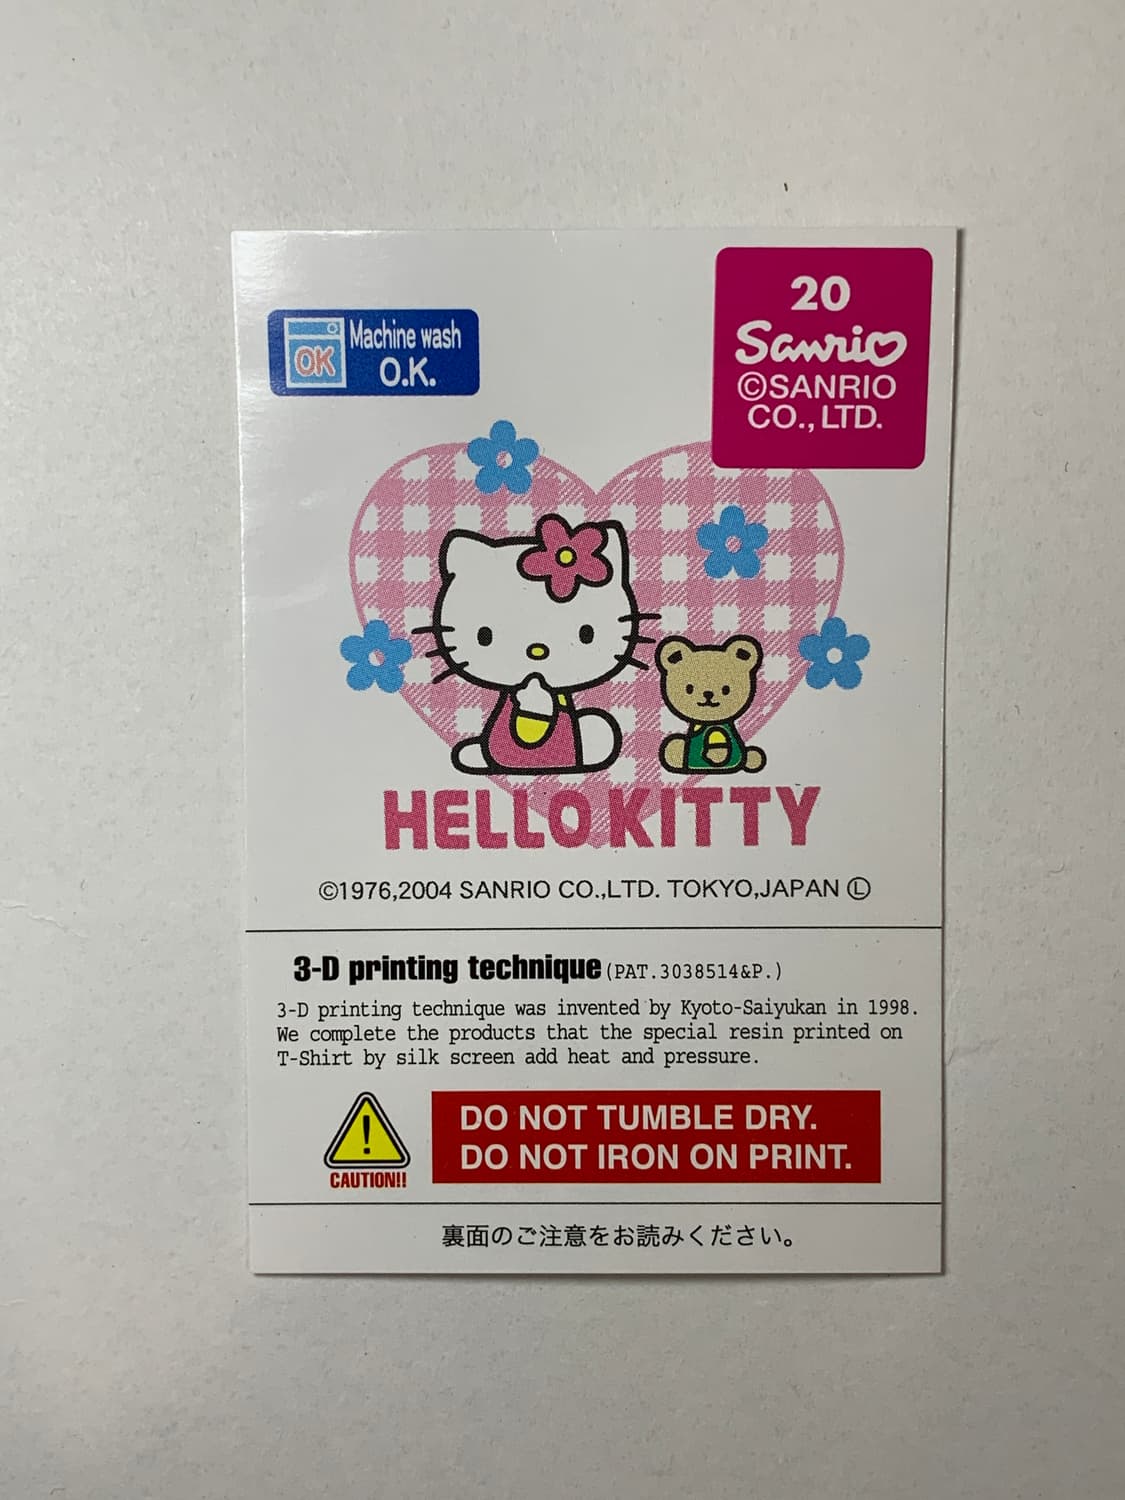 20
Sanrio
©SANRIO
CO., LTD.
OK
Machine wash
O.K.
HELLO KITTY
©1976,2004 SANRIO CO.,LTD. TOKYO,JAPAN Ⓛ
3-D printing technique(PAT.3038514&P.)
3-D printing technique was invented by Kyoto-Saiyukan in 1998.
We complete the products that the special resin printed on
T-Shirt by silk screen add heat and pressure.
!
CAUTION!!
DO NOT TUMBLE DRY.
DO NOT IRON ON PRINT.
裏面のご注意をお読みください。